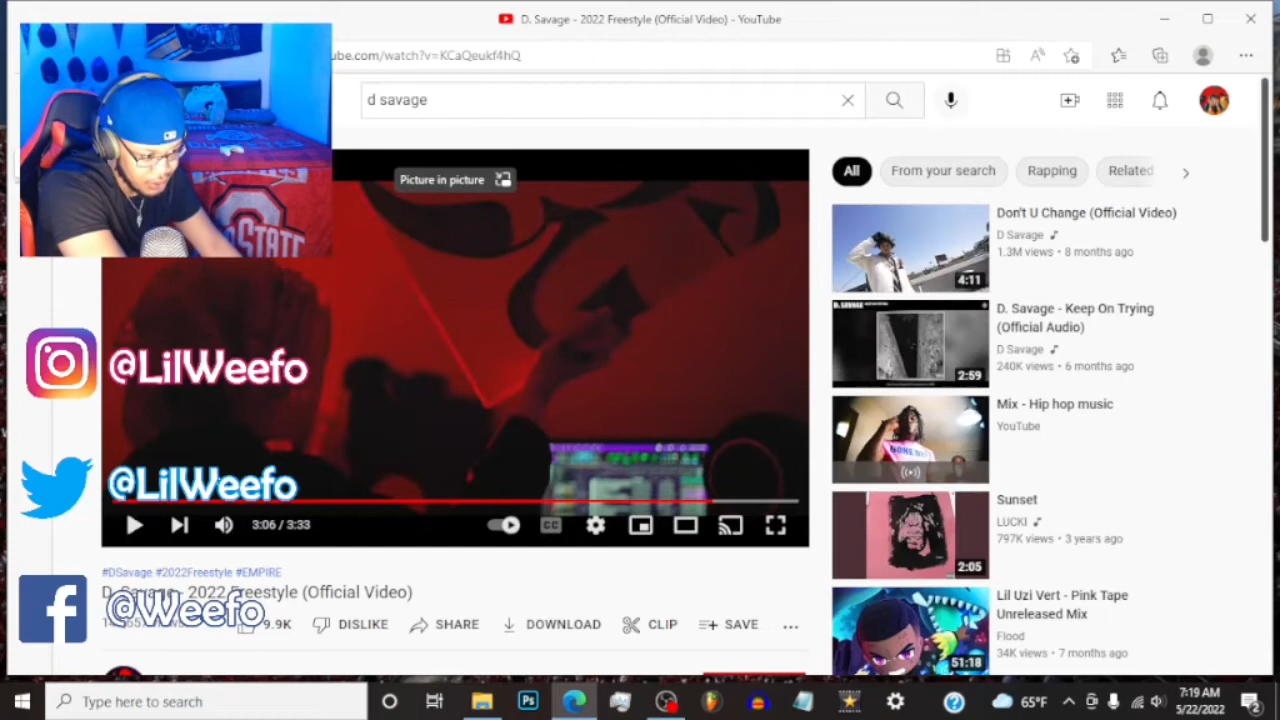 D. Savage - 2022 Freestyle (Official Video) - YouTube
ube.com/watch?v=KCaQeukf4hQ
d savage
Picture in picture
STATE
All
From your search
Rapping
Related
Don't U Change (Official Video)
D Savage
1.3M views • 8 months ago
4:11
D. Savage - Keep On Trying
(Official Audio)
D Savage
240K views • 6 months ago
2:59
Mix - Hip hop music
YouTube
Sunset
LUCKI
797K views • 3 years ago
2:05
Lil Uzi Vert - Pink Tape
Unreleased Mix
Flood
34K views • 7 months ago
51:18
@LilWeefo
@LilWeefo
@Weefo
3:06 / 3:33
CC
#DSavage #2022Freestyle #EMPIRE
D. Savage - 2022 Freestyle (Official Video)
9.9K
DISLIKE
SHARE
DOWNLOAD
CLIP
SAVE
Type here to search
Ps
65°F
7:19 AM
5/22/2022
2